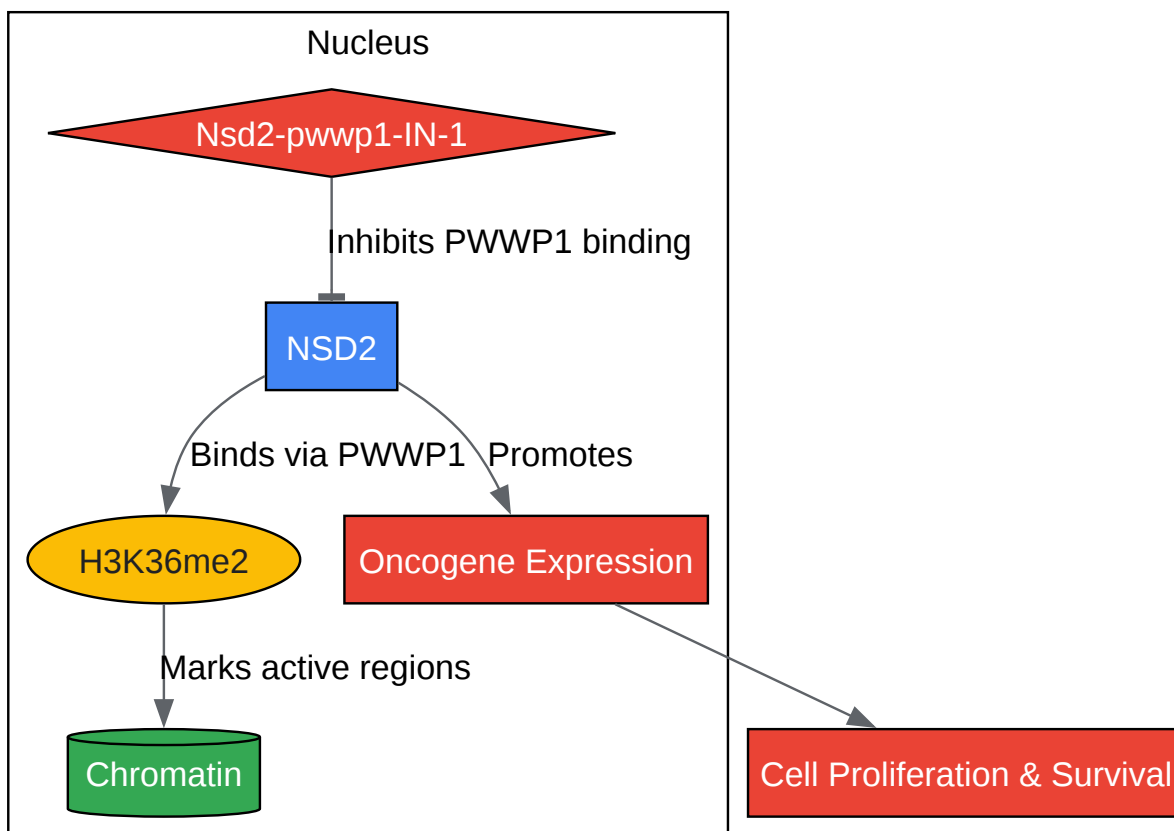 Nucleus
Nsd2-pwwp1-IN-1
Inhibits PWWP1 binding
NSD2
Binds via PWWP1
Promotes
H3K36me2
Oncogene Expression
Marks active regions
Chromatin
Cell Proliferation & Survival